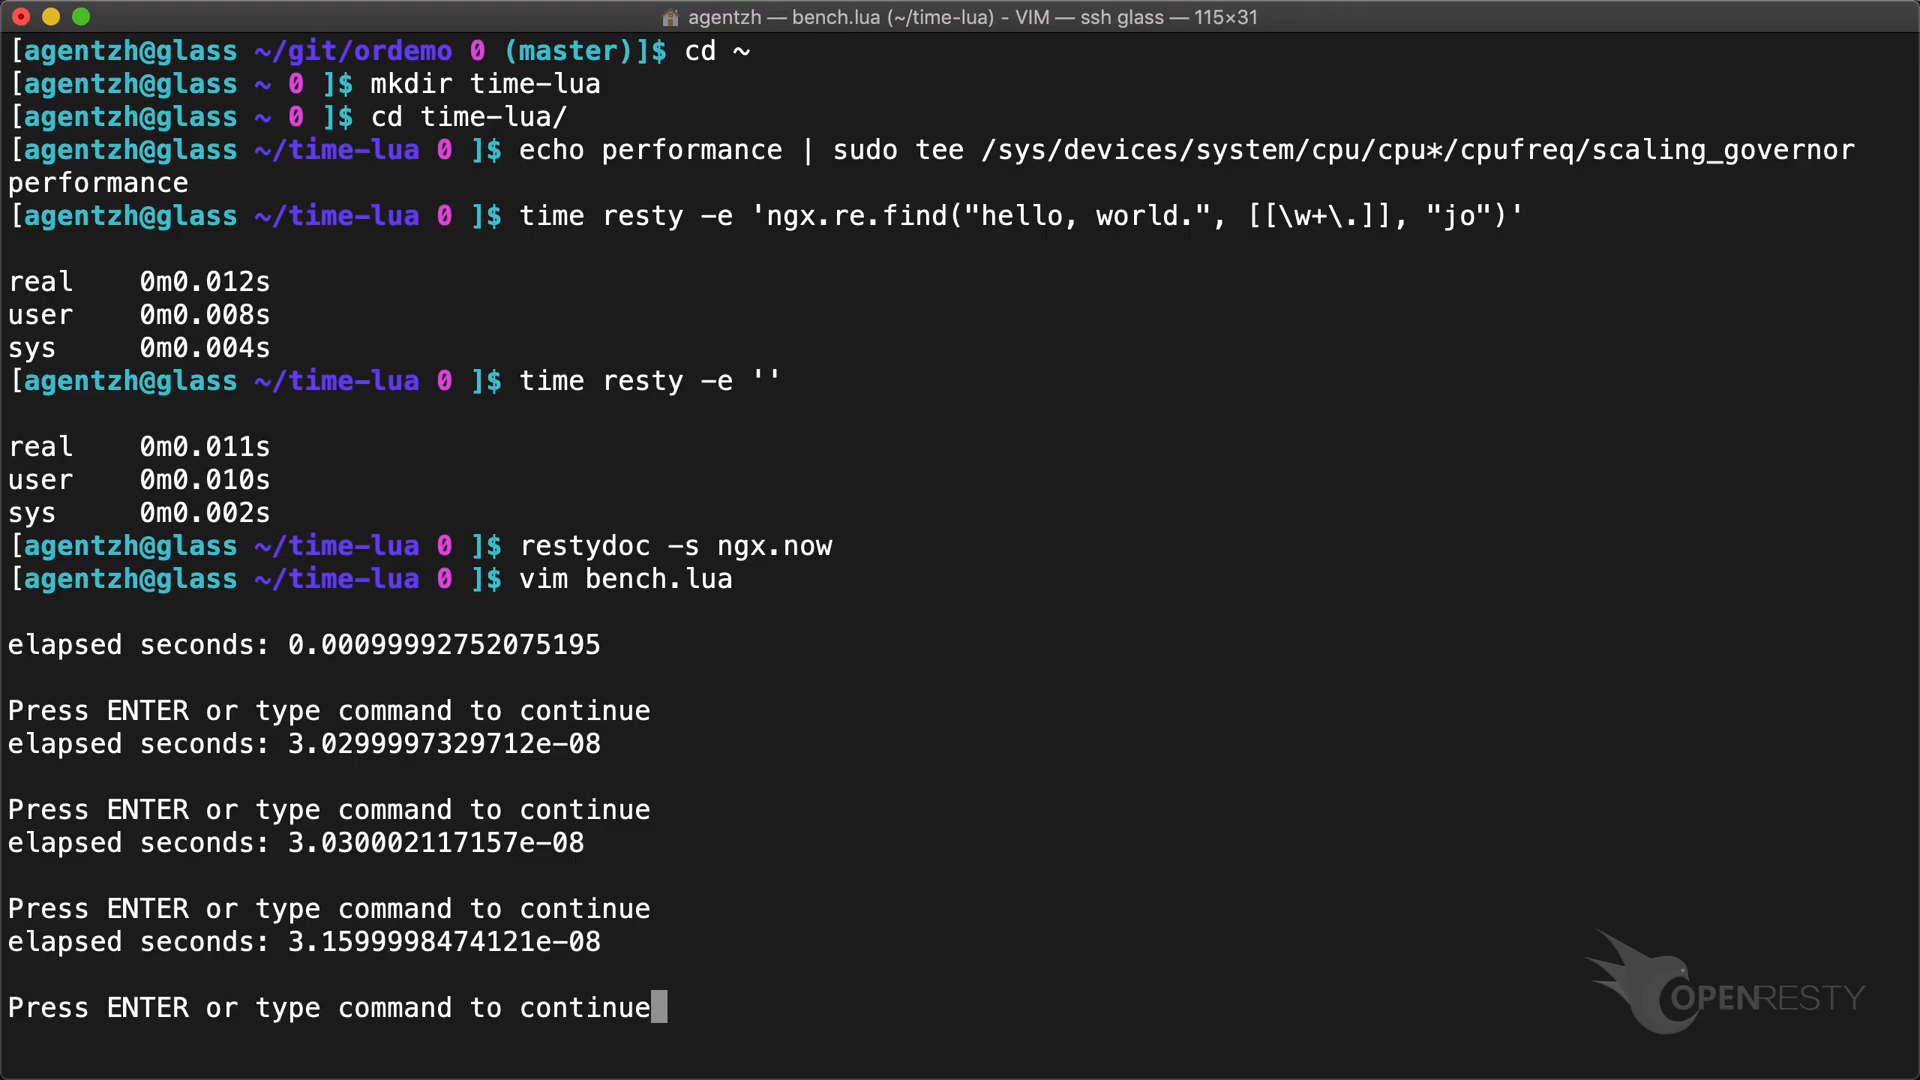 agentzh — bench.lua (~/time-lua) - VIM — ssh glass — 115×31
[agentzh@glass ~/git/ordemo 0 (master)]$ cd ~
[agentzh@glass ~ 0 ]$ mkdir time-lua
[agentzh@glass ~ 0 ]$ cd time-lua/
[agentzh@glass ~/time-lua 0 ]$ echo performance | sudo tee /sys/devices/system/cpu/cpu*/cpufreq/scaling_governor
performance
[agentzh@glass ~/time-lua 0 ]$ time resty -e 'ngx.re.find("hello, world.", [[\w+\.]], "jo")'
real    0m0.012s
user    0m0.008s
sys     0m0.004s
[agentzh@glass ~/time-lua 0 ]$ time resty -e ''
real    0m0.011s
user    0m0.010s
sys     0m0.002s
[agentzh@glass ~/time-lua 0 ]$ restydoc -s ngx.now
[agentzh@glass ~/time-lua 0 ]$ vim bench.lua
elapsed seconds: 0.00099992752075195
Press ENTER or type command to continue
elapsed seconds: 3.0299997329712e-08
Press ENTER or type command to continue
elapsed seconds: 3.030002117157e-08
Press ENTER or type command to continue
elapsed seconds: 3.1599998474121e-08
Press ENTER or type command to continue
OPENRESTY